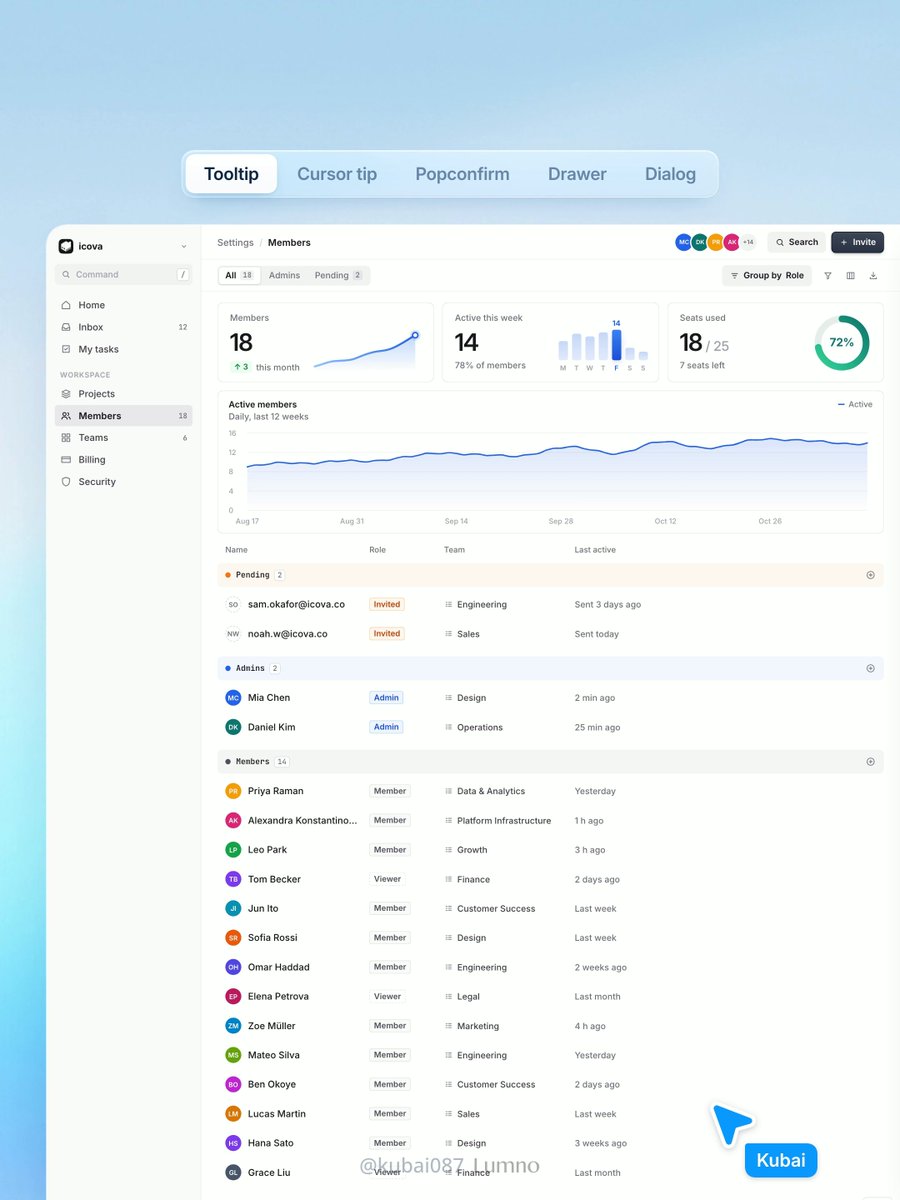 Tooltip Cursor tip Popconfirm Drawer Dialog
icova
Command /
Home
Inbox 12
My tasks
WORKSPACE
Projects
Members 18
Teams 6
Billing
Security
Settings / Members
MC DK PR AK +14 Search + Invite
All 18 Admins Pending 2
Group by Role
Members
18
↑ 3 this month
Active this week
14
78% of members
14
M T W T F S S
Seats used
18 / 25
7 seats left
72%
Active members
Daily, last 12 weeks
Active
16
12
8
4
0
Aug 17 Aug 31 Sep 14 Sep 28 Oct 12 Oct 26
Name Role Team Last active
Pending 2
SO sam.okafor@icova.co Invited Engineering Sent 3 days ago
NW noah.w@icova.co Invited Sales Sent today
Admins 2
MC Mia Chen Admin Design 2 min ago
DK Daniel Kim Admin Operations 25 min ago
Members 14
PR Priya Raman Member Data & Analytics Yesterday
AK Alexandra Konstantino... Member Platform Infrastructure 1 h ago
LP Leo Park Member Growth 3 h ago
TB Tom Becker Viewer Finance 2 days ago
JI Jun Ito Member Customer Success Last week
SR Sofia Rossi Member Design Last week
OH Omar Haddad Member Engineering 2 weeks ago
EP Elena Petrova Viewer Legal Last month
ZM Zoe Müller Member Marketing 4 h ago
MS Mateo Silva Member Engineering Yesterday
BO Ben Okoye Member Customer Success 2 days ago
LM Lucas Martin Member Sales Last week
HS Hana Sato Member Design 3 weeks ago
GL Grace Liu Viewer Finance Last month
@kubai087 Lumno
Kubai